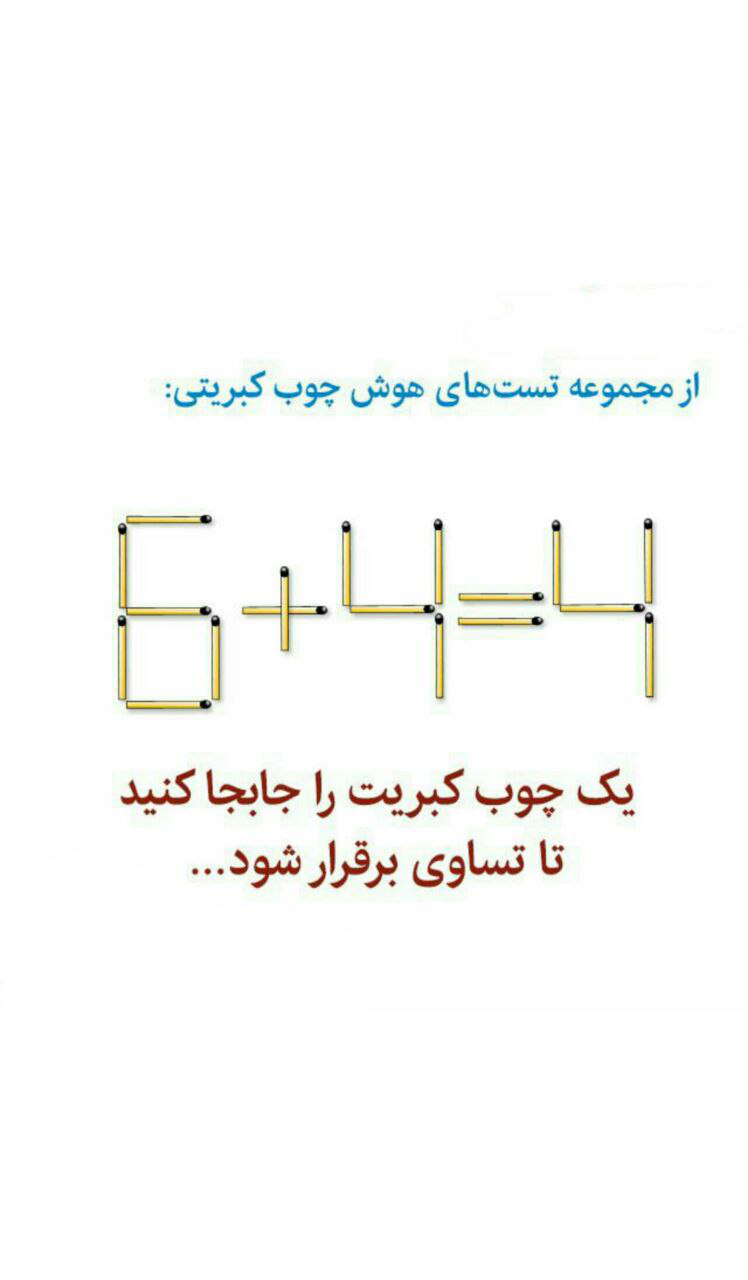 از مجموعه تست‌های هوش چوب کبریتی:
6+4=4
یک چوب کبریت را جابجا کنید
تا تساوی برقرار شود...